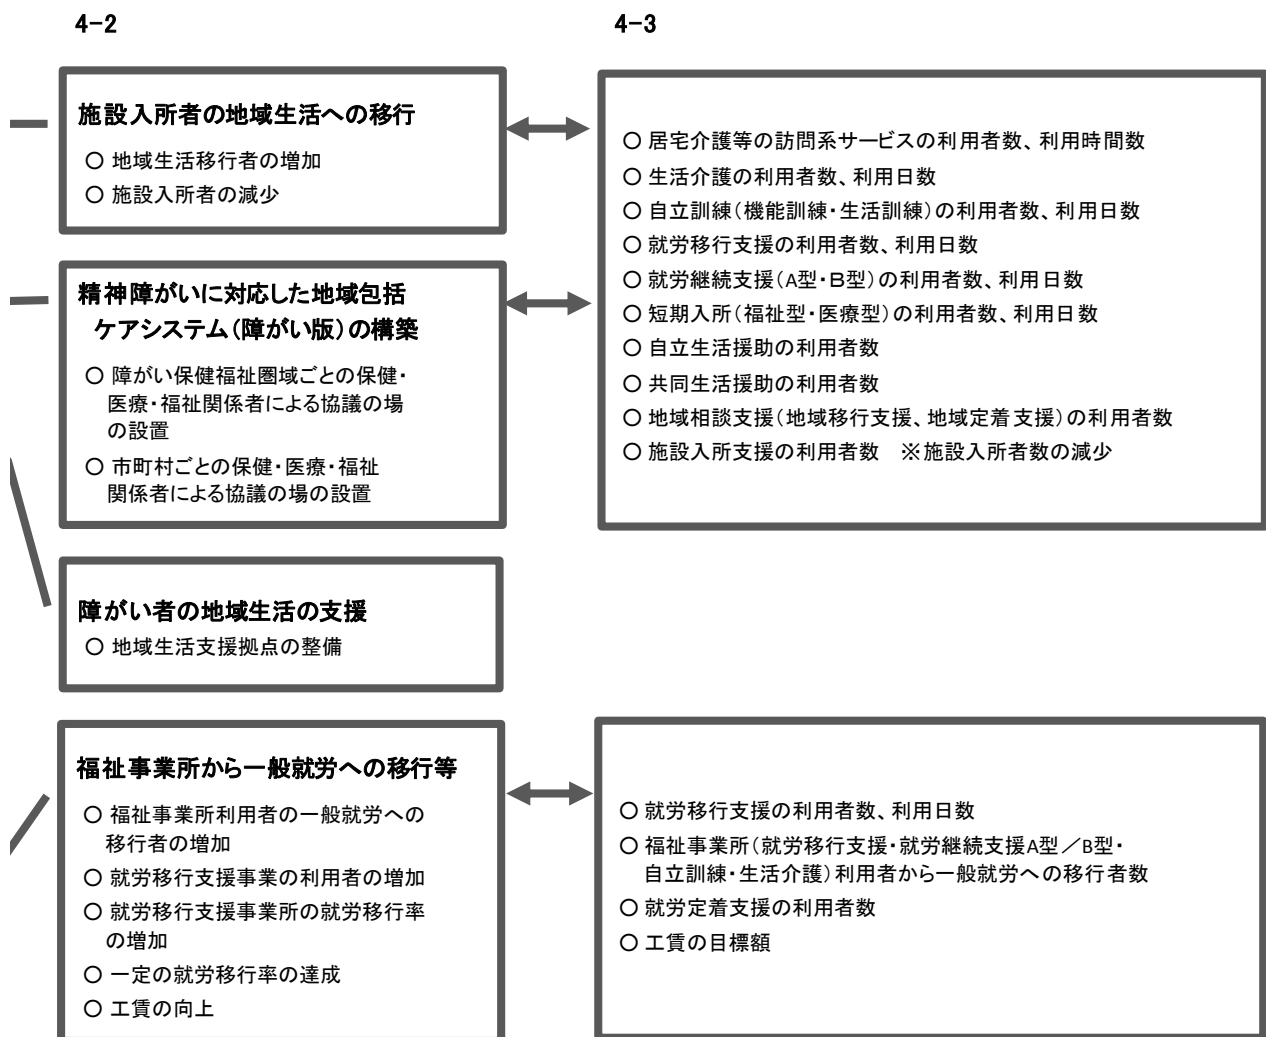 4-2
4-3
施設入所者の地域生活への移行
○ 地域生活移行者の増加
○ 施設入所者の減少
○ 居宅介護等の訪問系サービスの利用者数、利用時間数
○ 生活介護の利用者数、利用日数
○ 自立訓練(機能訓練・生活訓練)の利用者数、利用日数
○ 就労移行支援の利用者数、利用日数
○ 就労継続支援(A型・B型)の利用者数、利用日数
○ 短期入所(福祉型・医療型)の利用者数、利用日数
○ 自立生活援助の利用者数
○ 共同生活援助の利用者数
○ 地域相談支援(地域移行支援、地域定着支援)の利用者数
○ 施設入所支援の利用者数　※施設入所者数の減少
精神障がいに対応した地域包括
ケアシステム(障がい版)の構築
○ 障がい保健福祉圏域ごとの保健・
医療・福祉関係者による協議の場
の設置
○ 市町村ごとの保健・医療・福祉
関係者による協議の場の設置
障がい者の地域生活の支援
○ 地域生活支援拠点の整備
福祉事業所から一般就労への移行等
○ 福祉事業所利用者の一般就労への
移行者の増加
○ 就労移行支援事業の利用者の増加
○ 就労移行支援事業所の就労移行率
の増加
○ 一定の就労移行率の達成
○ 工賃の向上
○ 就労移行支援の利用者数、利用日数
○ 福祉事業所(就労移行支援・就労継続支援A型／B型・
自立訓練・生活介護)利用者から一般就労への移行者数
○ 就労定着支援の利用者数
○ 工賃の目標額